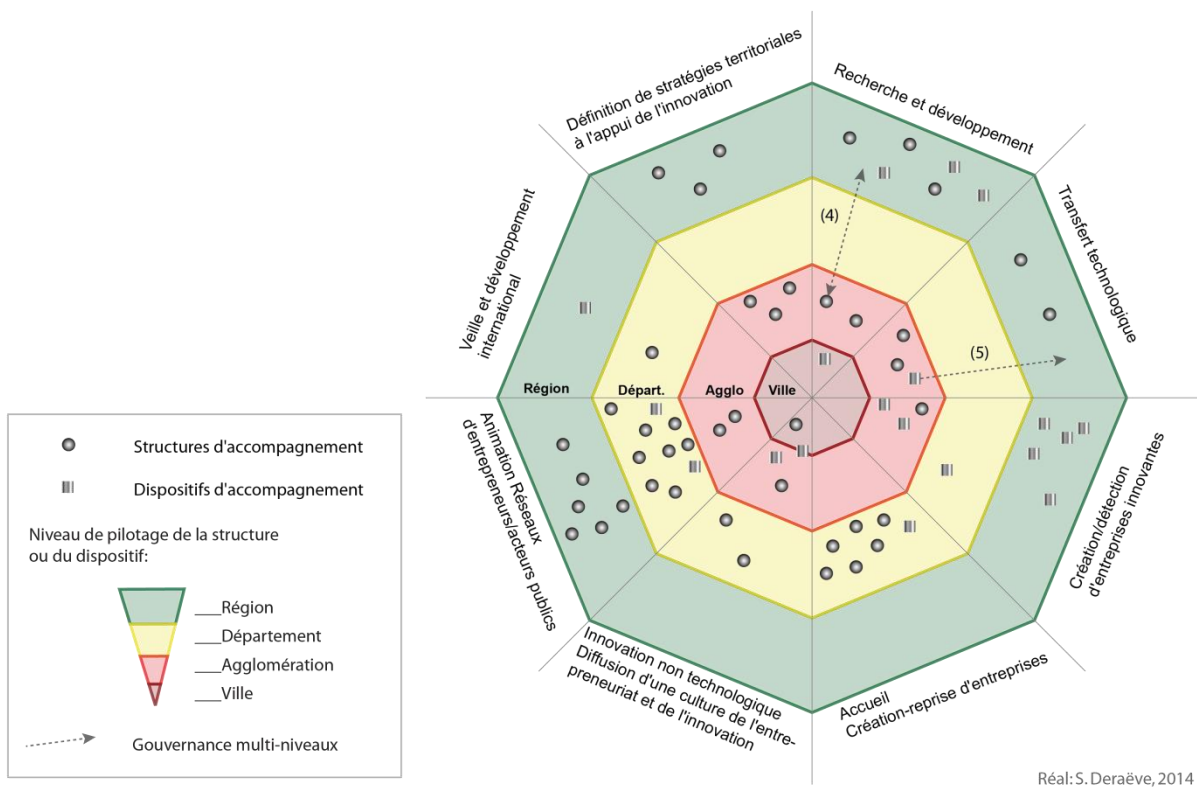 Définition de stratégies territoriales
à l'appui de l'innovation
Recherche et développement
Transfert technologique
Création/détection
d'entreprises innovantes
Accueil
Création-reprise d'entreprises
Innovation non technologique
Diffusion d'une culture de l'entre-
preneuriat et de l'innovation
Animation Réseaux
d'entrepreneurs/acteurs publics
Veille et développement
international
(4)
(5)
Région
Départ.
Agglo
Ville
Structures d'accompagnement
Dispositifs d'accompagnement
Niveau de pilotage de la structure
ou du dispositif:
___Région
___Département
___Agglomération
___Ville
Gouvernance multi-niveaux
Réal: S. Deraëve, 2014